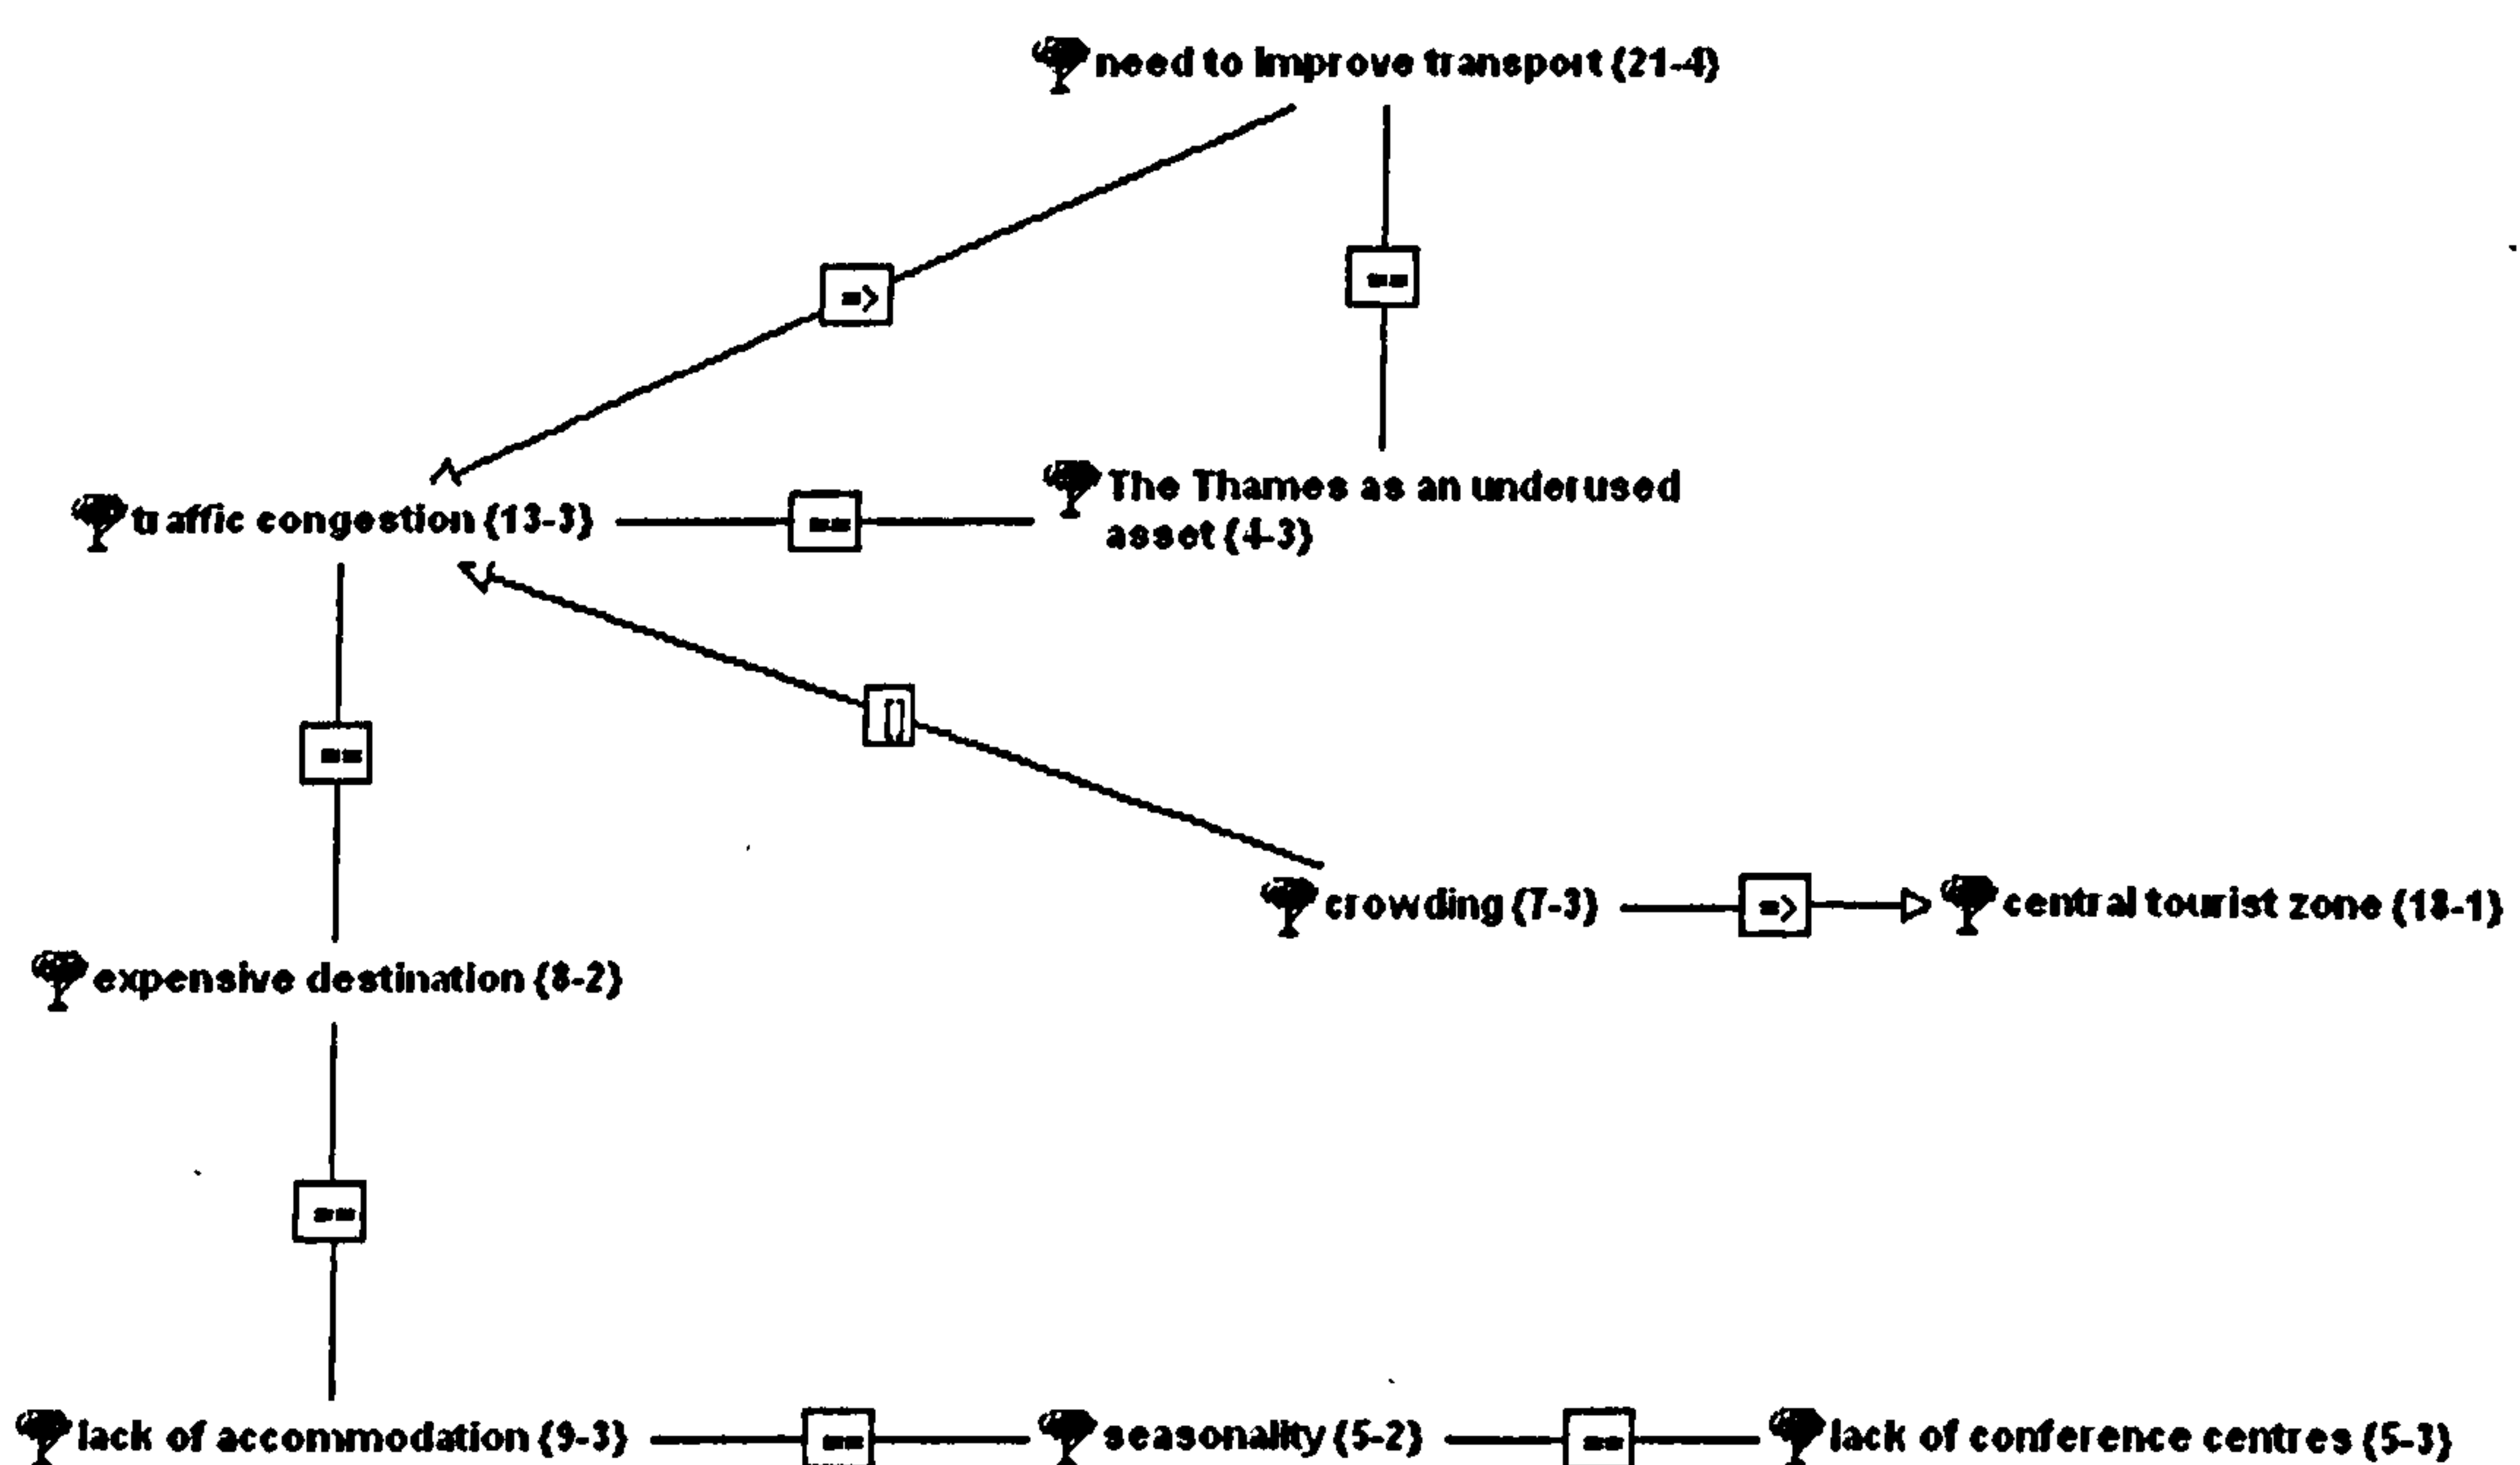 need to improve transport {21-4}
=>
==
traffic congestion {13-3}
==
The Thames as an underused
asset {4-3}
==
[]
crowding {7-3}
=>
central tourist zone {18-1}
expensive destination {8-2}
==
lack of accommodation {9-3}
==
seasonality {5-2}
==
lack of conference centres {5-3}